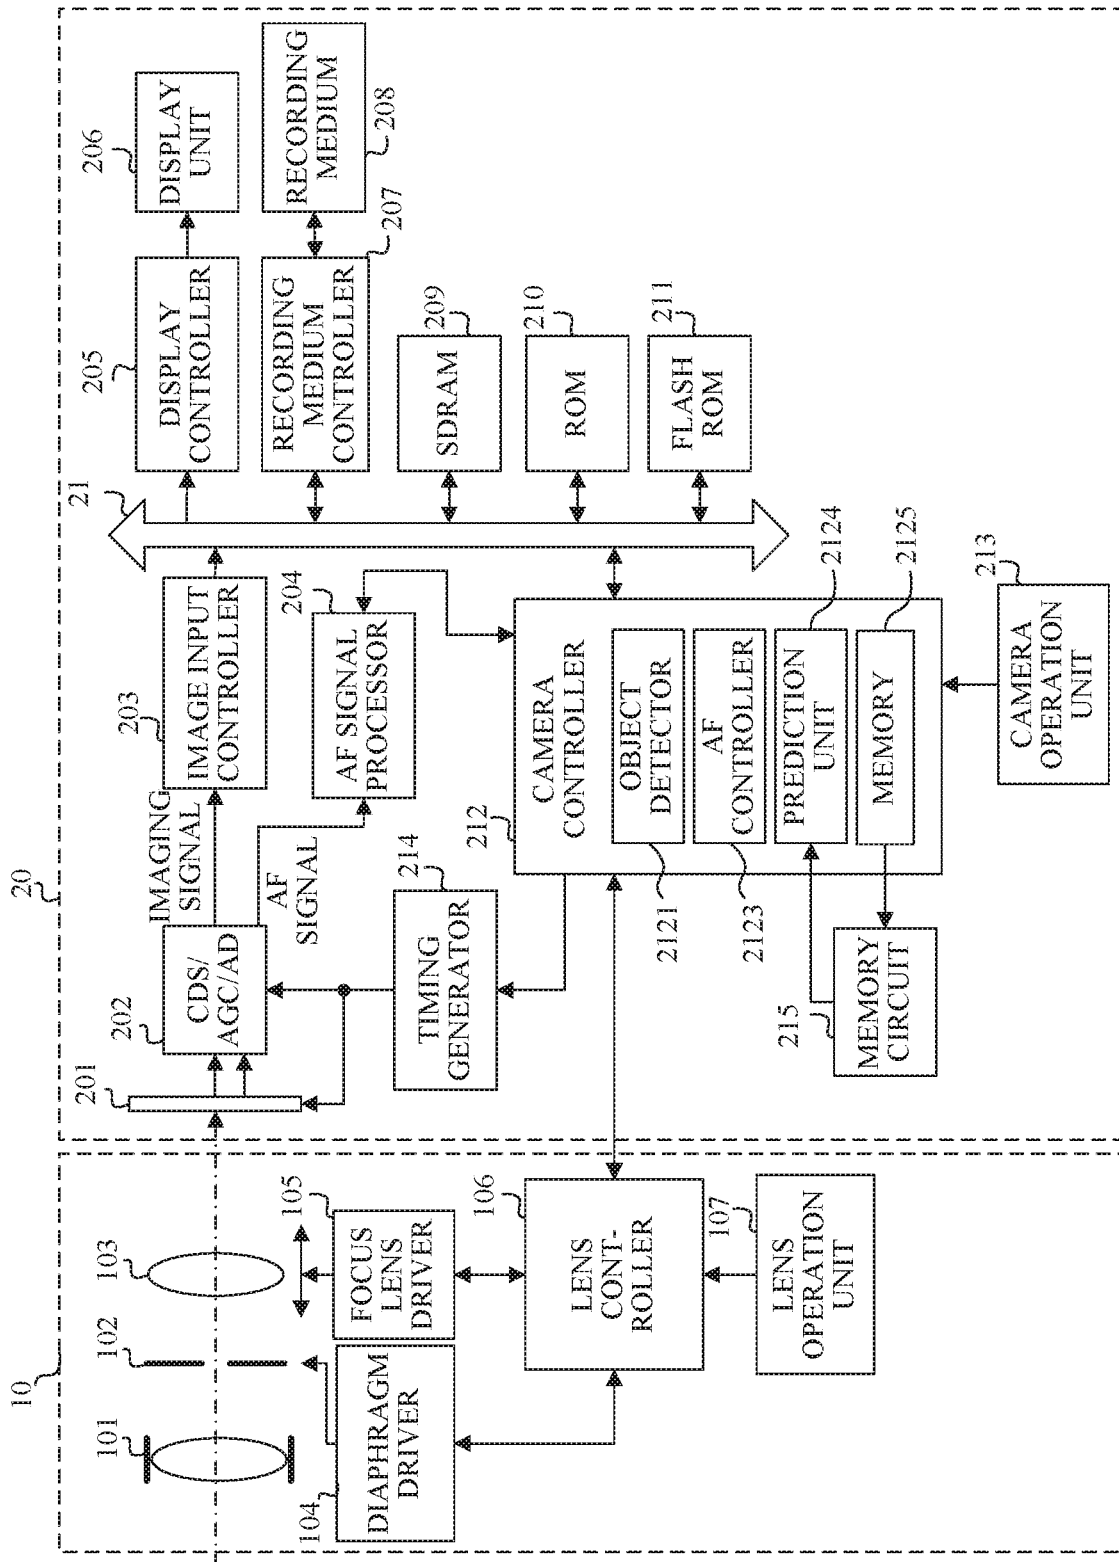 10
101
102
103
104
DIAPHRAGM
DRIVER
105
FOCUS
LENS
DRIVER
106
LENS
CONT-
ROLLER
107
LENS
OPERATION
UNIT
20
201
202
CDS/
AGC/AD
IMAGING
SIGNAL
AF
SIGNAL
203
IMAGE INPUT
CONTROLLER
204
AF SIGNAL
PROCESSOR
214
TIMING
GENERATOR
21
205
DISPLAY
CONTROLLER
206
DISPLAY
UNIT
207
RECORDING
MEDIUM
CONTROLLER
208
RECORDING
MEDIUM
209
SDRAM
210
ROM
211
FLASH
ROM
212
CAMERA
CONTROLLER
2121
OBJECT
DETECTOR
2123
AF
CONTROLLER
2124
PREDICTION
UNIT
2125
MEMORY
215
MEMORY
CIRCUIT
213
CAMERA
OPERATION
UNIT